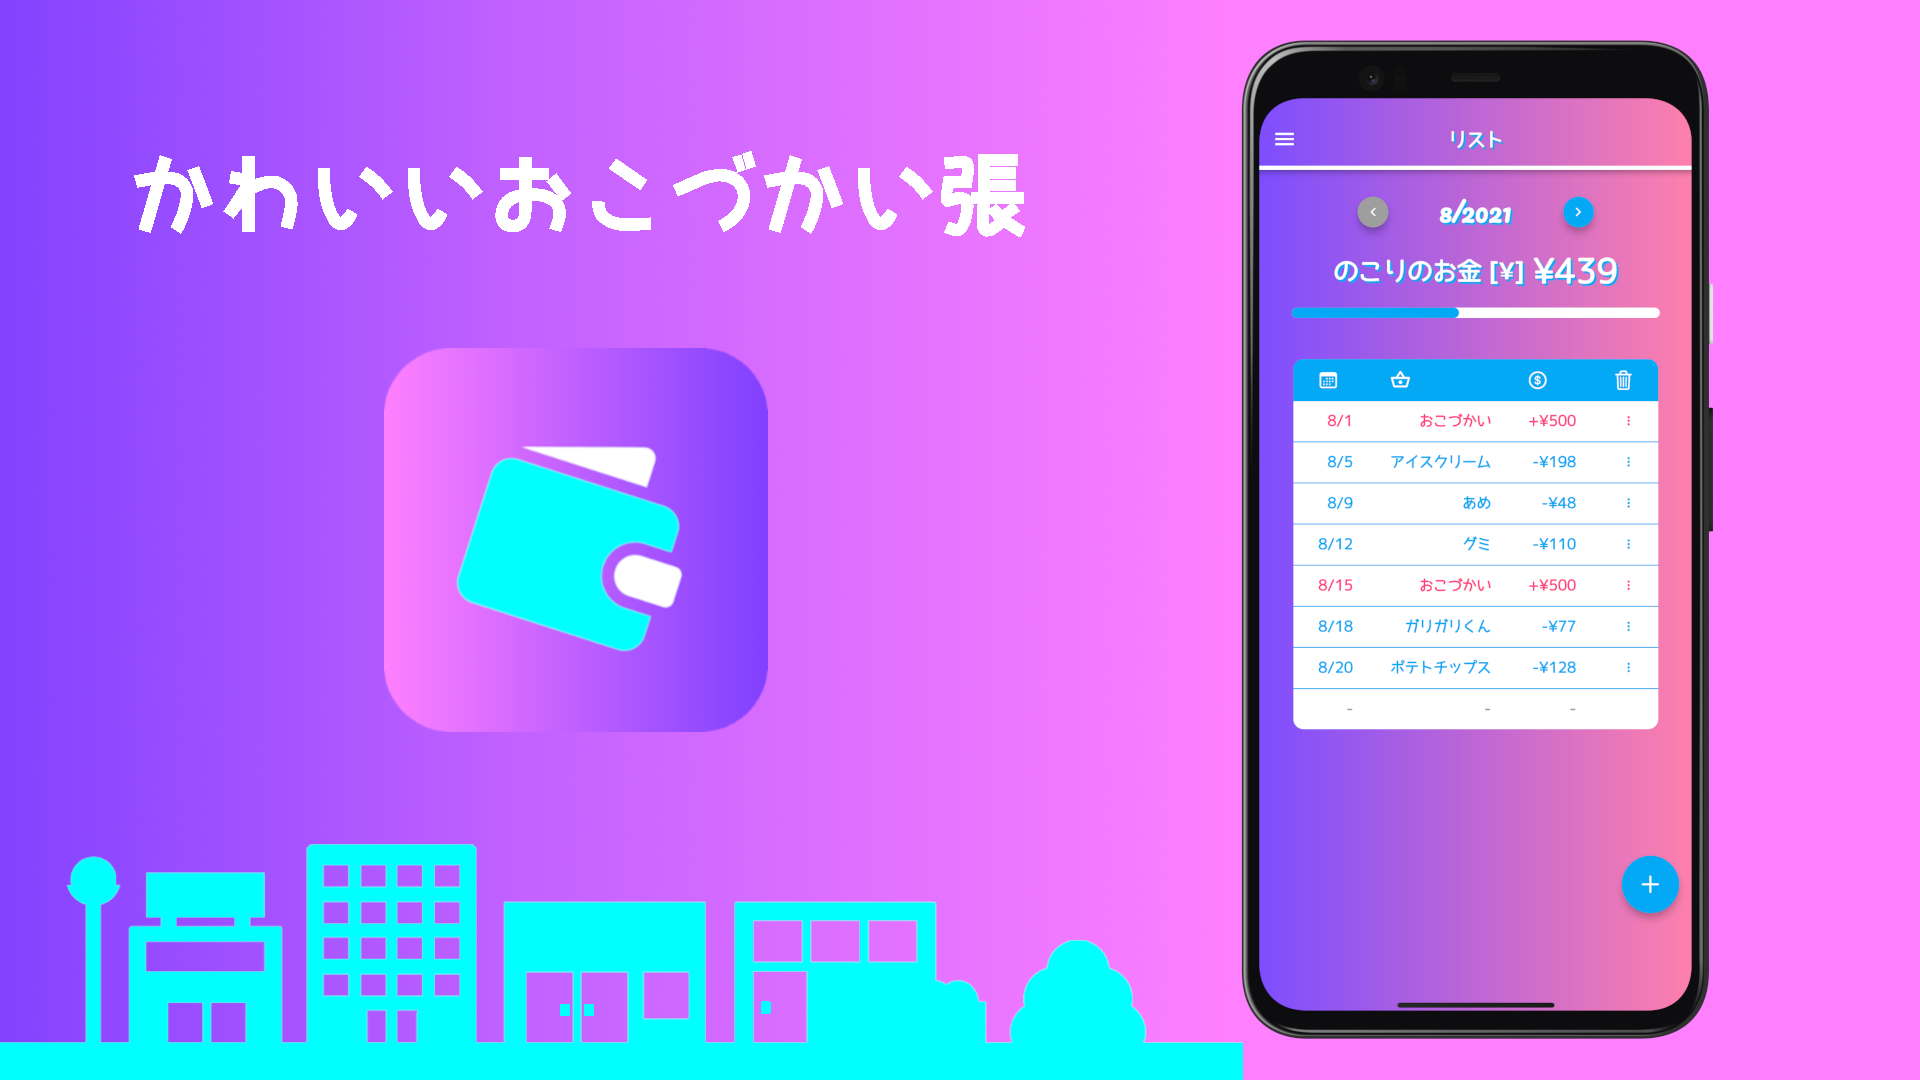 かわいいおこづかい張
リスト
8/2021
のこりのお金 [¥] ¥439
8/1 おこづかい +¥500
8/5 アイスクリーム -¥198
8/9 あめ -¥48
8/12 グミ -¥110
8/15 おこづかい +¥500
8/18 ガリガリくん -¥77
8/20 ポテトチップス -¥128
- - -